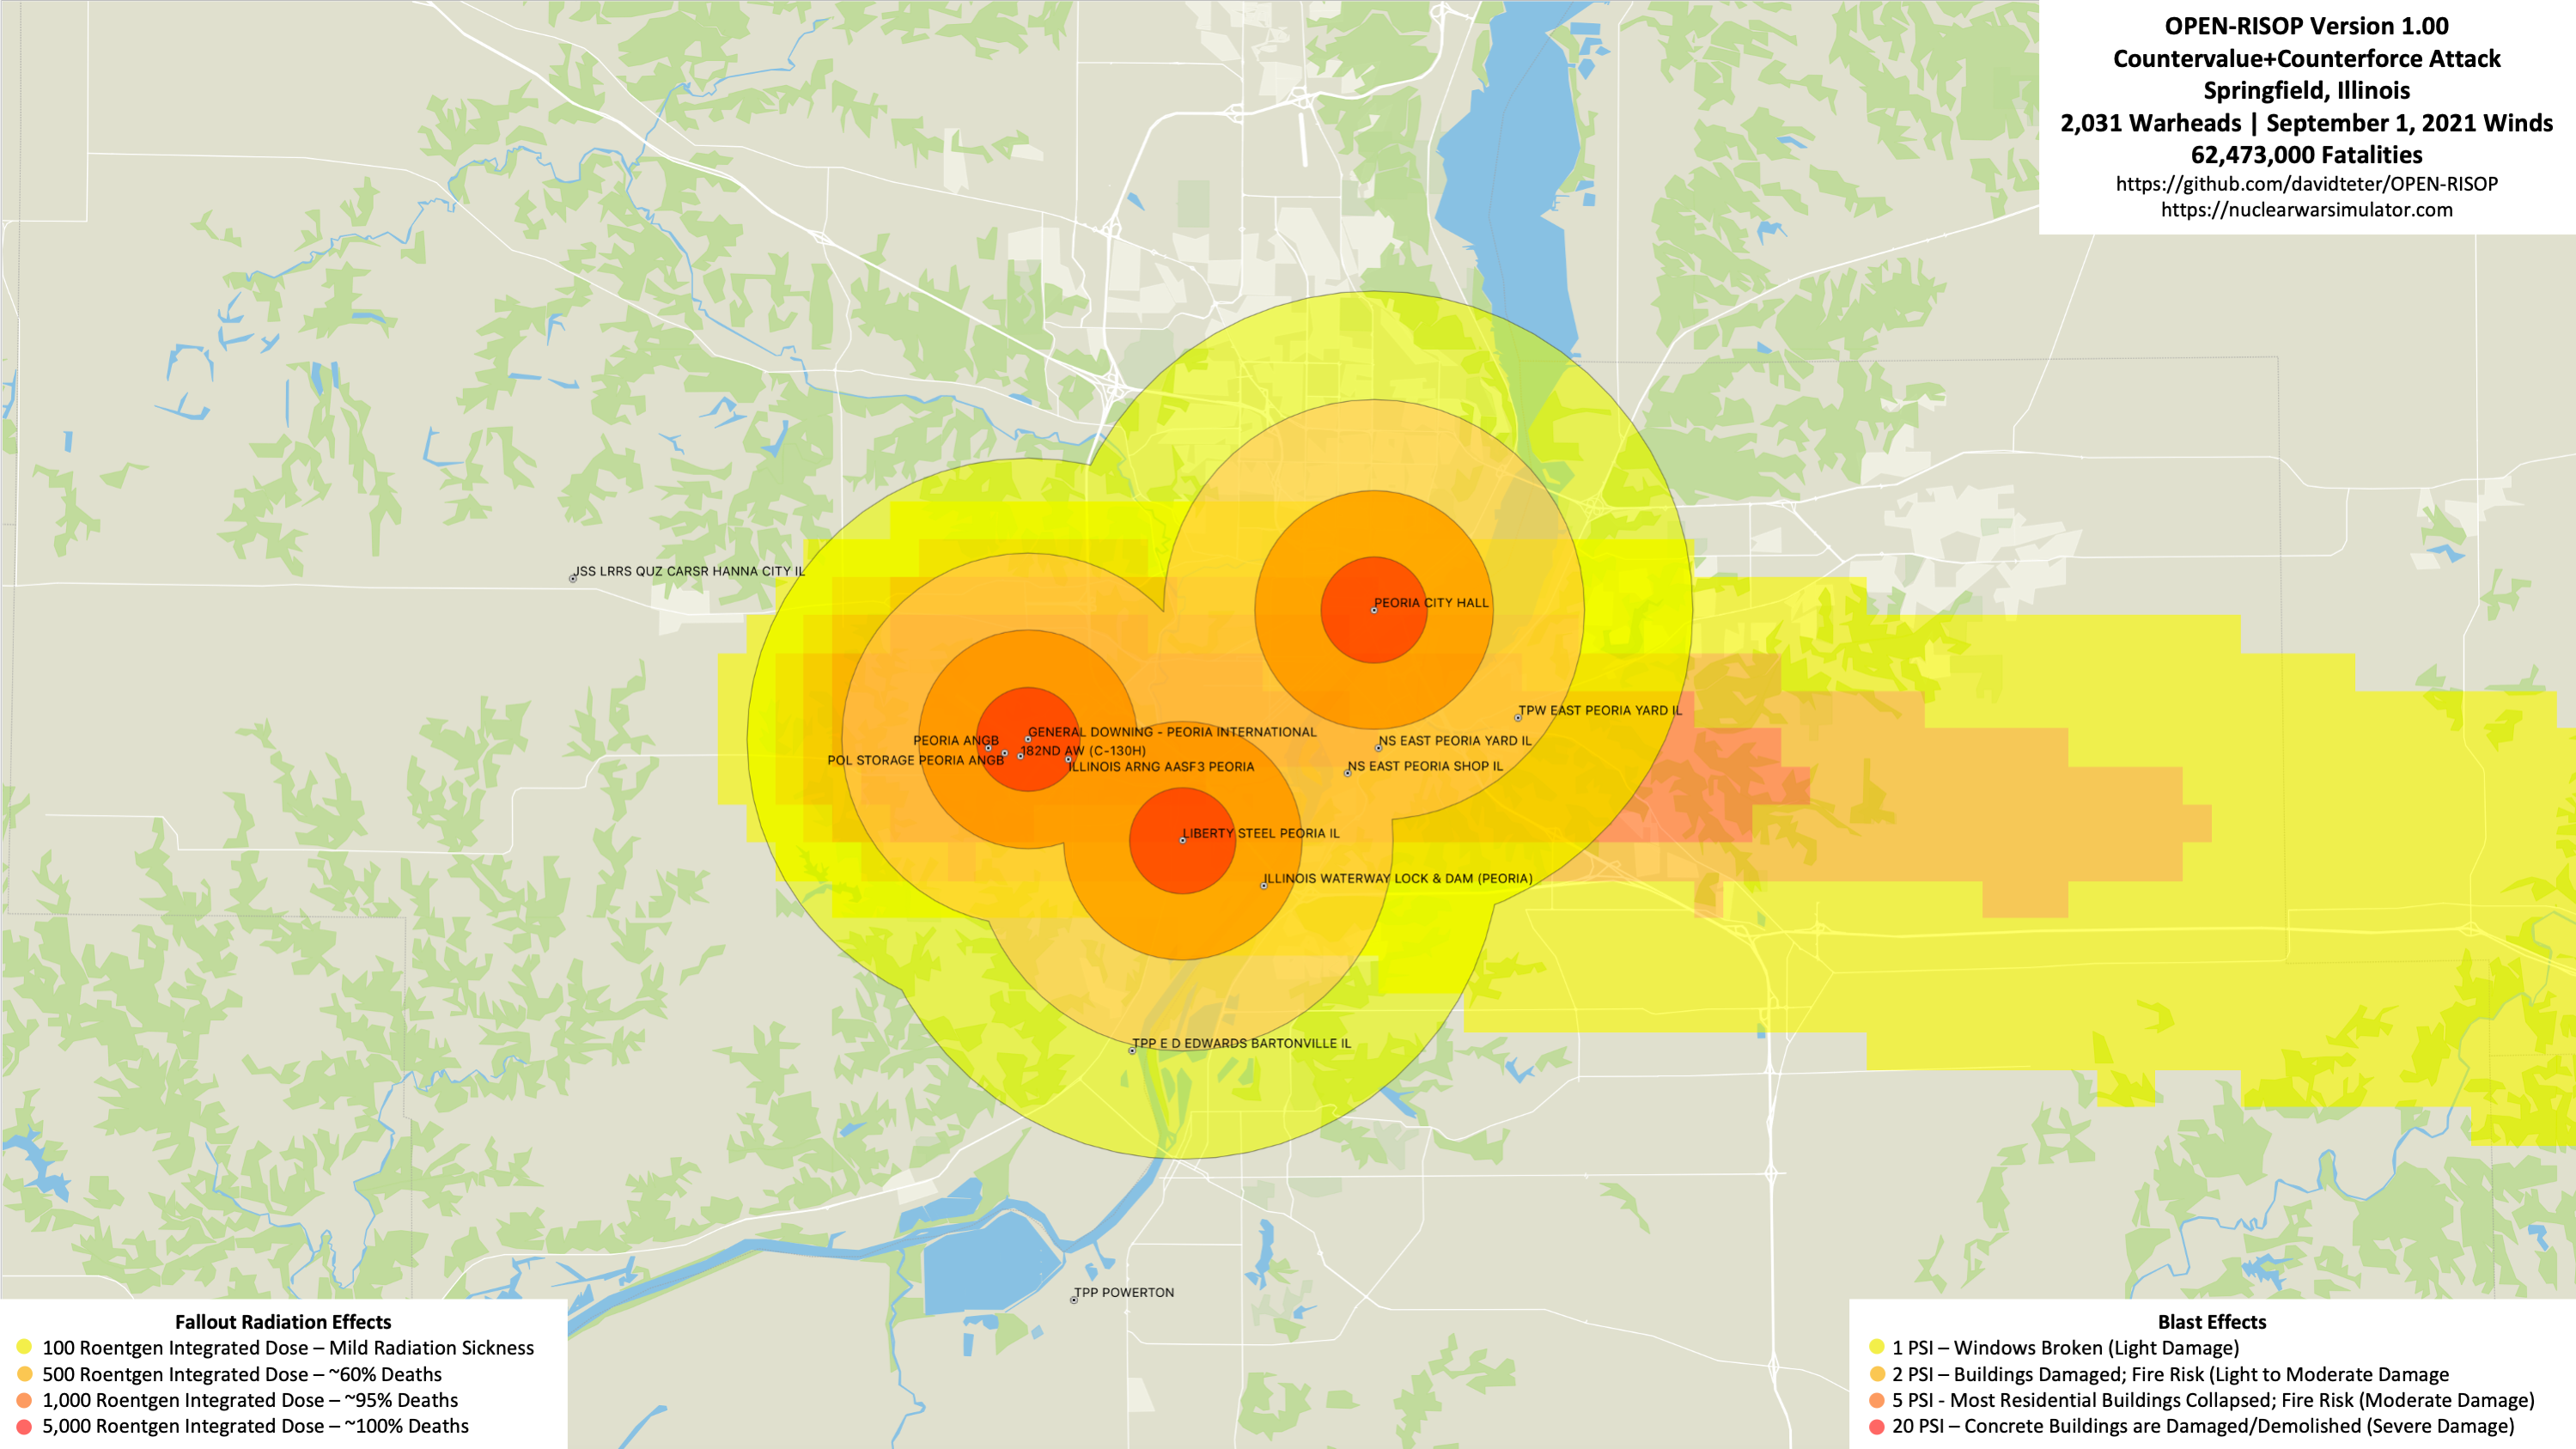 OPEN-RISOP Version 1.00
Countervalue+Counterforce Attack
Springfield, Illinois
2,031 Warheads | September 1, 2021 Winds
62,473,000 Fatalities
https://github.com/davidteter/OPEN-RISOP
https://nuclearwarsimulator.com
JSS LRRS QUZ CARSR HANNA CITY IL
PEORIA CITY HALL
TPW EAST PEORIA YARD IL
GENERAL DOWNING - PEORIA INTERNATIONAL
PEORIA ANGB
NS EAST PEORIA YARD IL
182ND AW (C-130H)
POL STORAGE PEORIA ANGB
ILLINOIS ARNG AASF3 PEORIA
NS EAST PEORIA SHOP IL
LIBERTY STEEL PEORIA IL
ILLINOIS WATERWAY LOCK & DAM (PEORIA)
TPP E D EDWARDS BARTONVILLE IL
TPP POWERTON
Fallout Radiation Effects
100 Roentgen Integrated Dose – Mild Radiation Sickness
500 Roentgen Integrated Dose – ~60% Deaths
1,000 Roentgen Integrated Dose – ~95% Deaths
5,000 Roentgen Integrated Dose – ~100% Deaths
Blast Effects
1 PSI – Windows Broken (Light Damage)
2 PSI – Buildings Damaged; Fire Risk (Light to Moderate Damage
5 PSI - Most Residential Buildings Collapsed; Fire Risk (Moderate Damage)
20 PSI – Concrete Buildings are Damaged/Demolished (Severe Damage)